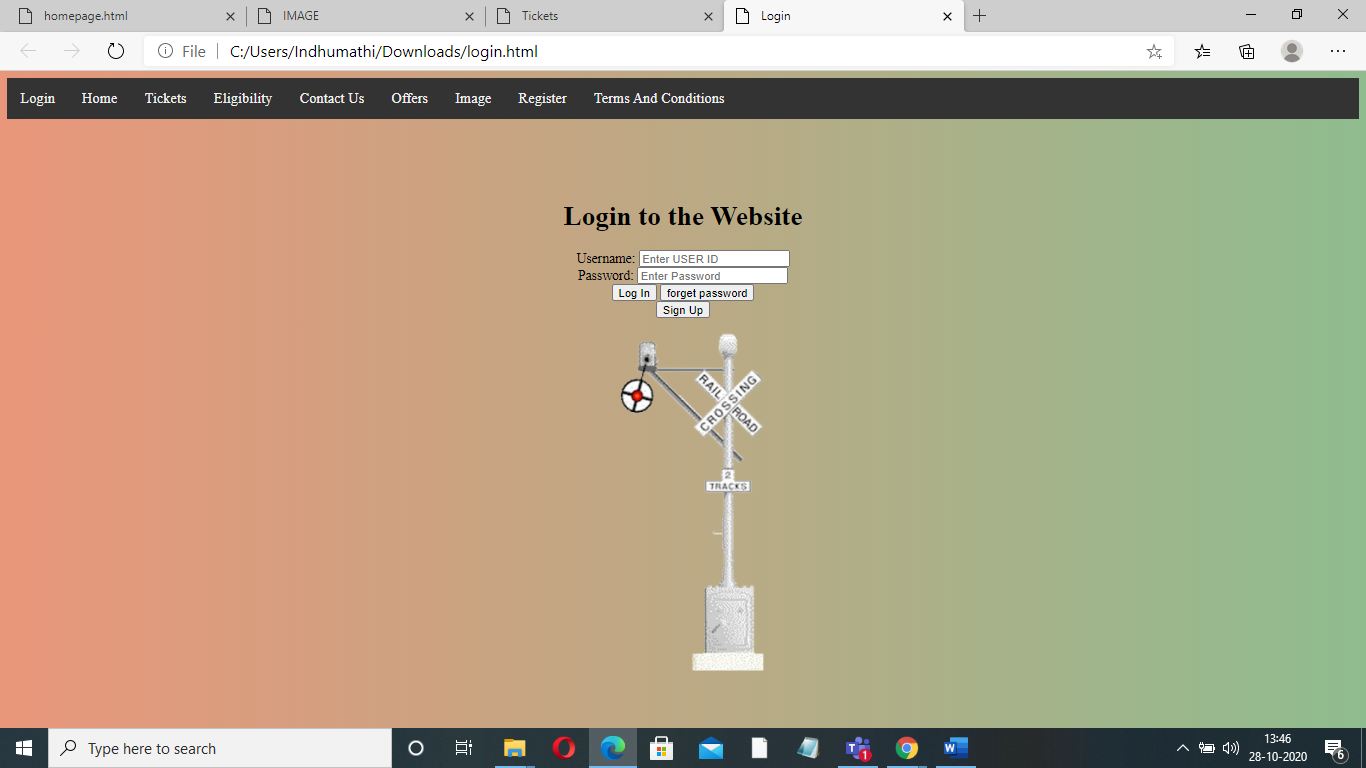 homepage.html
IMAGE
Tickets
Login
File
C:/Users/Indhumathi/Downloads/login.html
Login Home Tickets Eligibility Contact Us Offers Image Register Terms And Conditions
Login to the Website
Username: Enter USER ID
Password: Enter Password
Log In forget password
Sign Up
RAIL ROAD
CROSSING
2
TRACKS
Type here to search
1
13:46
28-10-2020
6